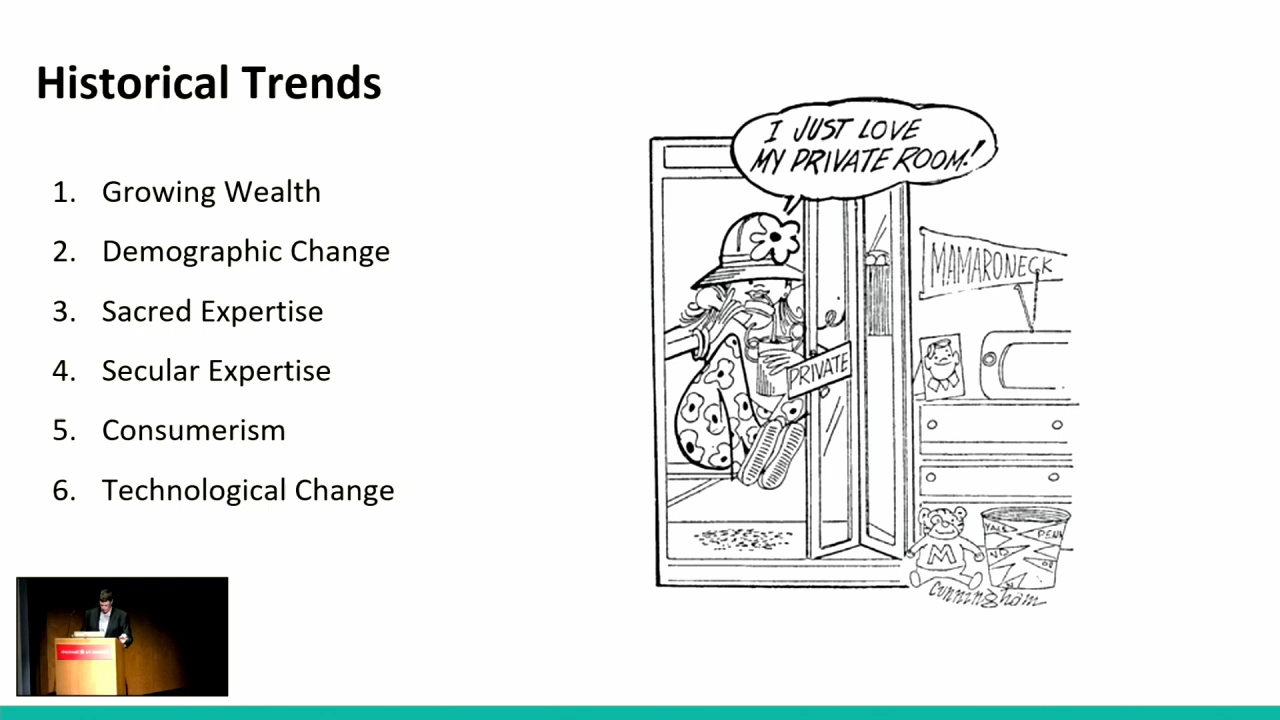 Historical Trends
1. Growing Wealth
2. Demographic Change
3. Sacred Expertise
4. Secular Expertise
5. Consumerism
6. Technological Change
I JUST LOVE
MY PRIVATE ROOM!
PRIVATE
MAMARONECK
M
YALE PENN
Cunningham